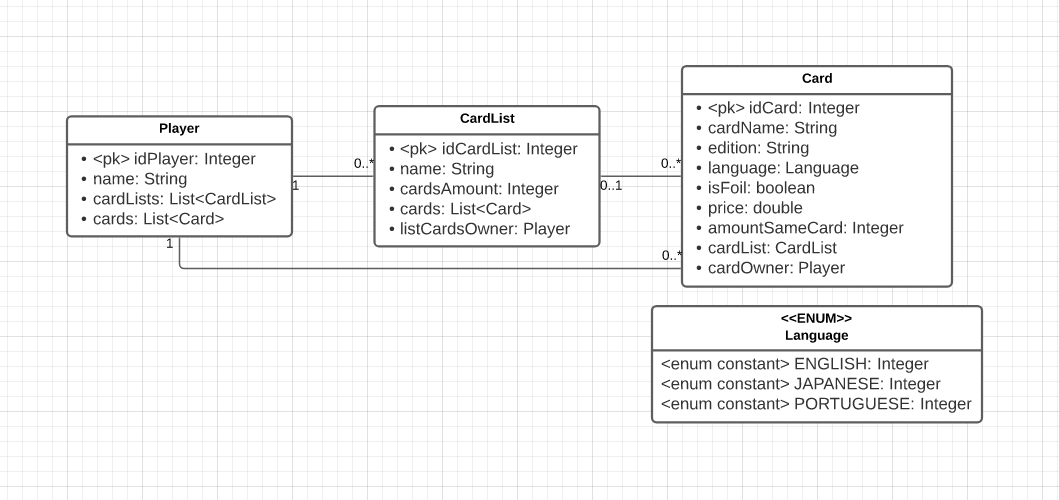 Player
• <pk> idPlayer: Integer
• name: String
• cardLists: List<CardList>
• cards: List<Card>
1
1
0..*
CardList
• <pk> idCardList: Integer
• name: String
• cardsAmount: Integer
• cards: List<Card>
• listCardsOwner: Player
0..1
0..*
0..*
Card
• <pk> idCard: Integer
• cardName: String
• edition: String
• language: Language
• isFoil: boolean
• price: double
• amountSameCard: Integer
• cardList: CardList
• cardOwner: Player
<<ENUM>>
Language
<enum constant> ENGLISH: Integer
<enum constant> JAPANESE: Integer
<enum constant> PORTUGUESE: Integer